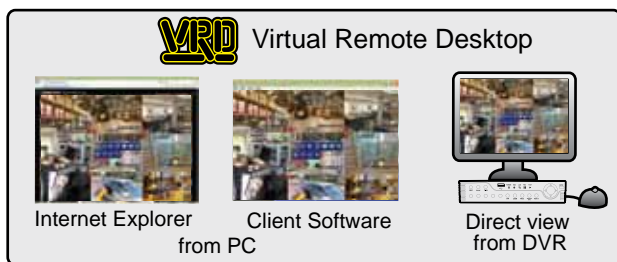 VRD Virtual Remote Desktop
Internet Explorer
Client Software
from PC
Direct view
from DVR